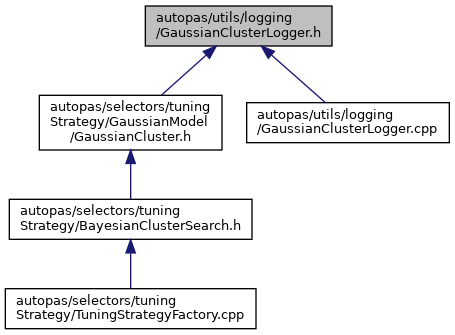 autopas/utils/logging
/GaussianClusterLogger.h
autopas/selectors/tuning
Strategy/GaussianModel
/GaussianCluster.h
autopas/utils/logging
/GaussianClusterLogger.cpp
autopas/selectors/tuning
Strategy/BayesianClusterSearch.h
autopas/selectors/tuning
Strategy/TuningStrategyFactory.cpp